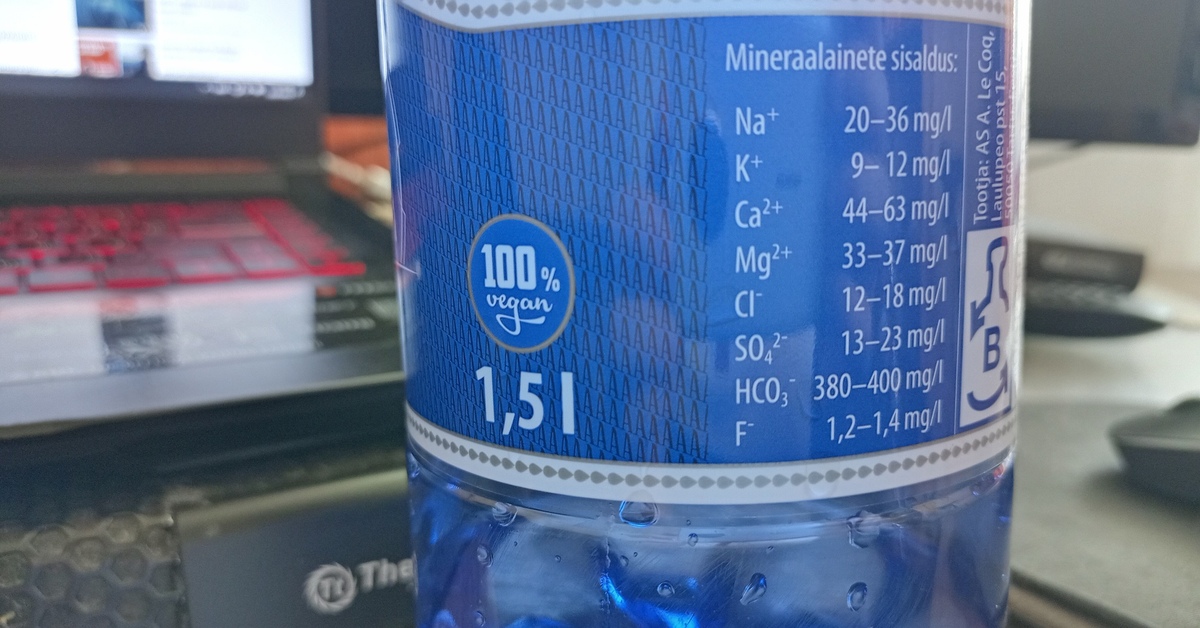 Mineraalainete sisaldus:
Na⁺ 20–36 mg/l
K⁺ 9– 12 mg/l
Ca²⁺ 44–63 mg/l
Mg²⁺ 33–37 mg/l
Cl⁻ 12–18 mg/l
SO₄²⁻ 13–23 mg/l
HCO₃⁻ 380–400 mg/l
F⁻ 1,2–1,4 mg/l
100%
vegan
1,5 l
Tootja: AS A. Le Coq,
Laulupeo pst 15,
B
Tt The